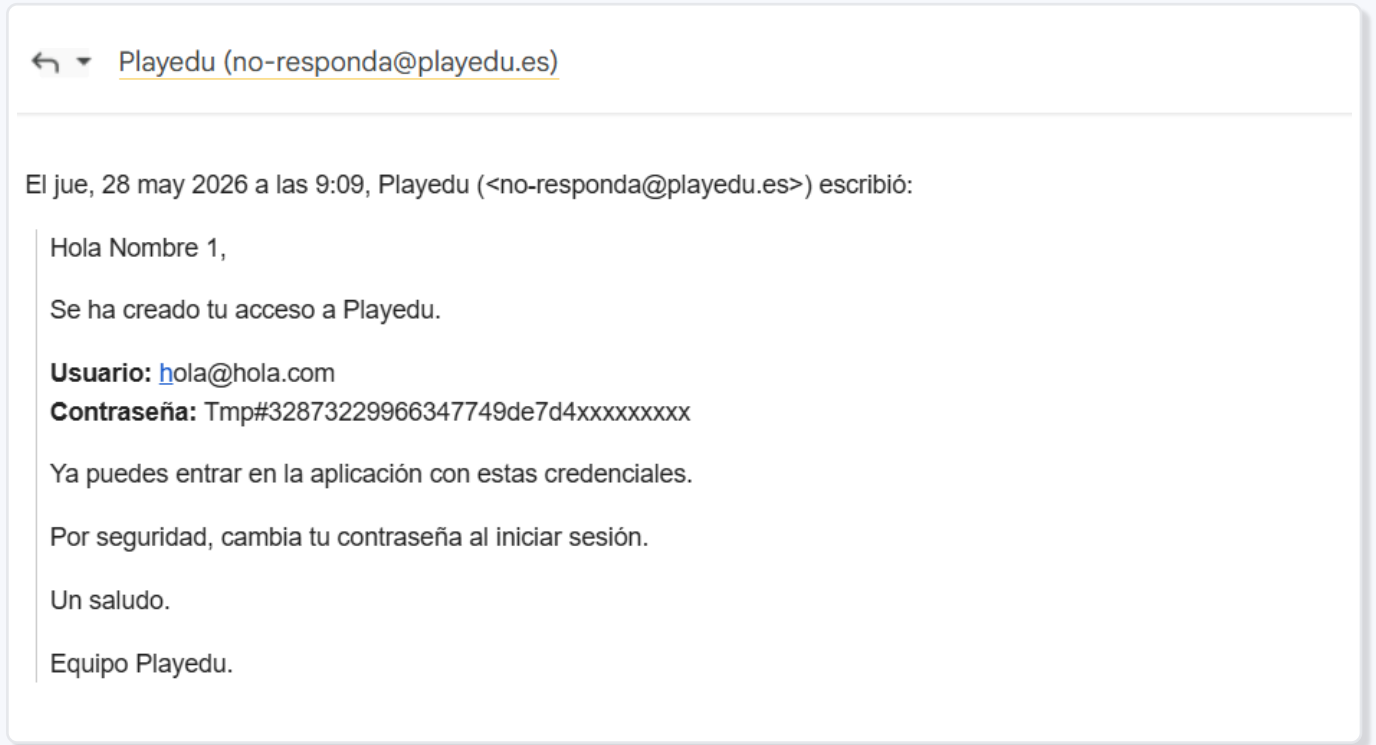 Playedu (no-responda@playedu.es)
El jue, 28 may 2026 a las 9:09, Playedu (<no-responda@playedu.es>) escribió:
Hola Nombre 1,
Se ha creado tu acceso a Playedu.
Usuario: hola@hola.com
Contraseña: Tmp#32873229966347749de7d4xxxxxxxxx
Ya puedes entrar en la aplicación con estas credenciales.
Por seguridad, cambia tu contraseña al iniciar sesión.
Un saludo.
Equipo Playedu.